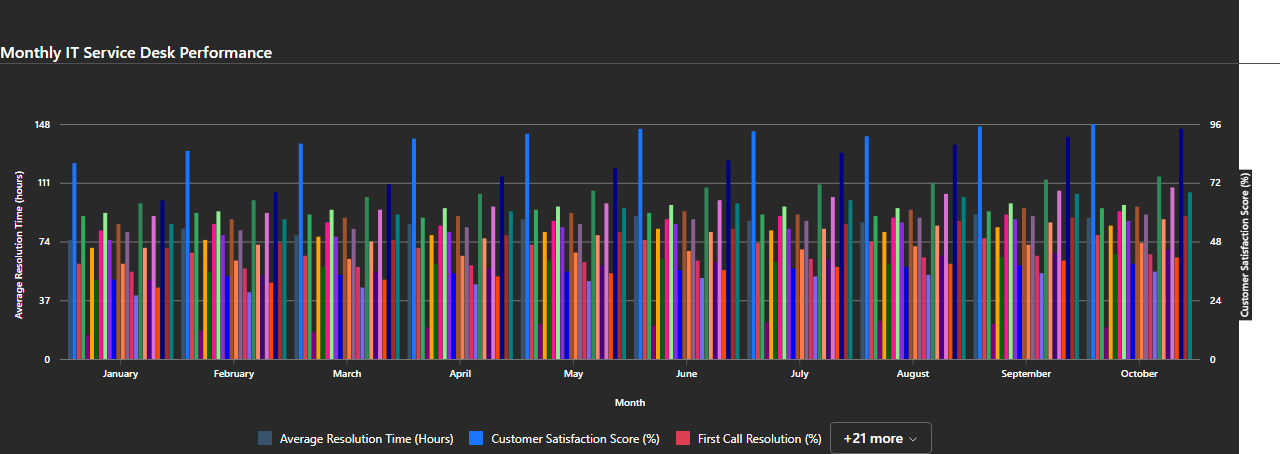 Monthly IT Service Desk Performance
148
111
74
37
0
Average Resolution Time (hours)
96
72
48
24
0
Customer Satisfaction Score (%)
January February March April May June July August September October
Month
Average Resolution Time (Hours) Customer Satisfaction Score (%) First Call Resolution (%) +21 more